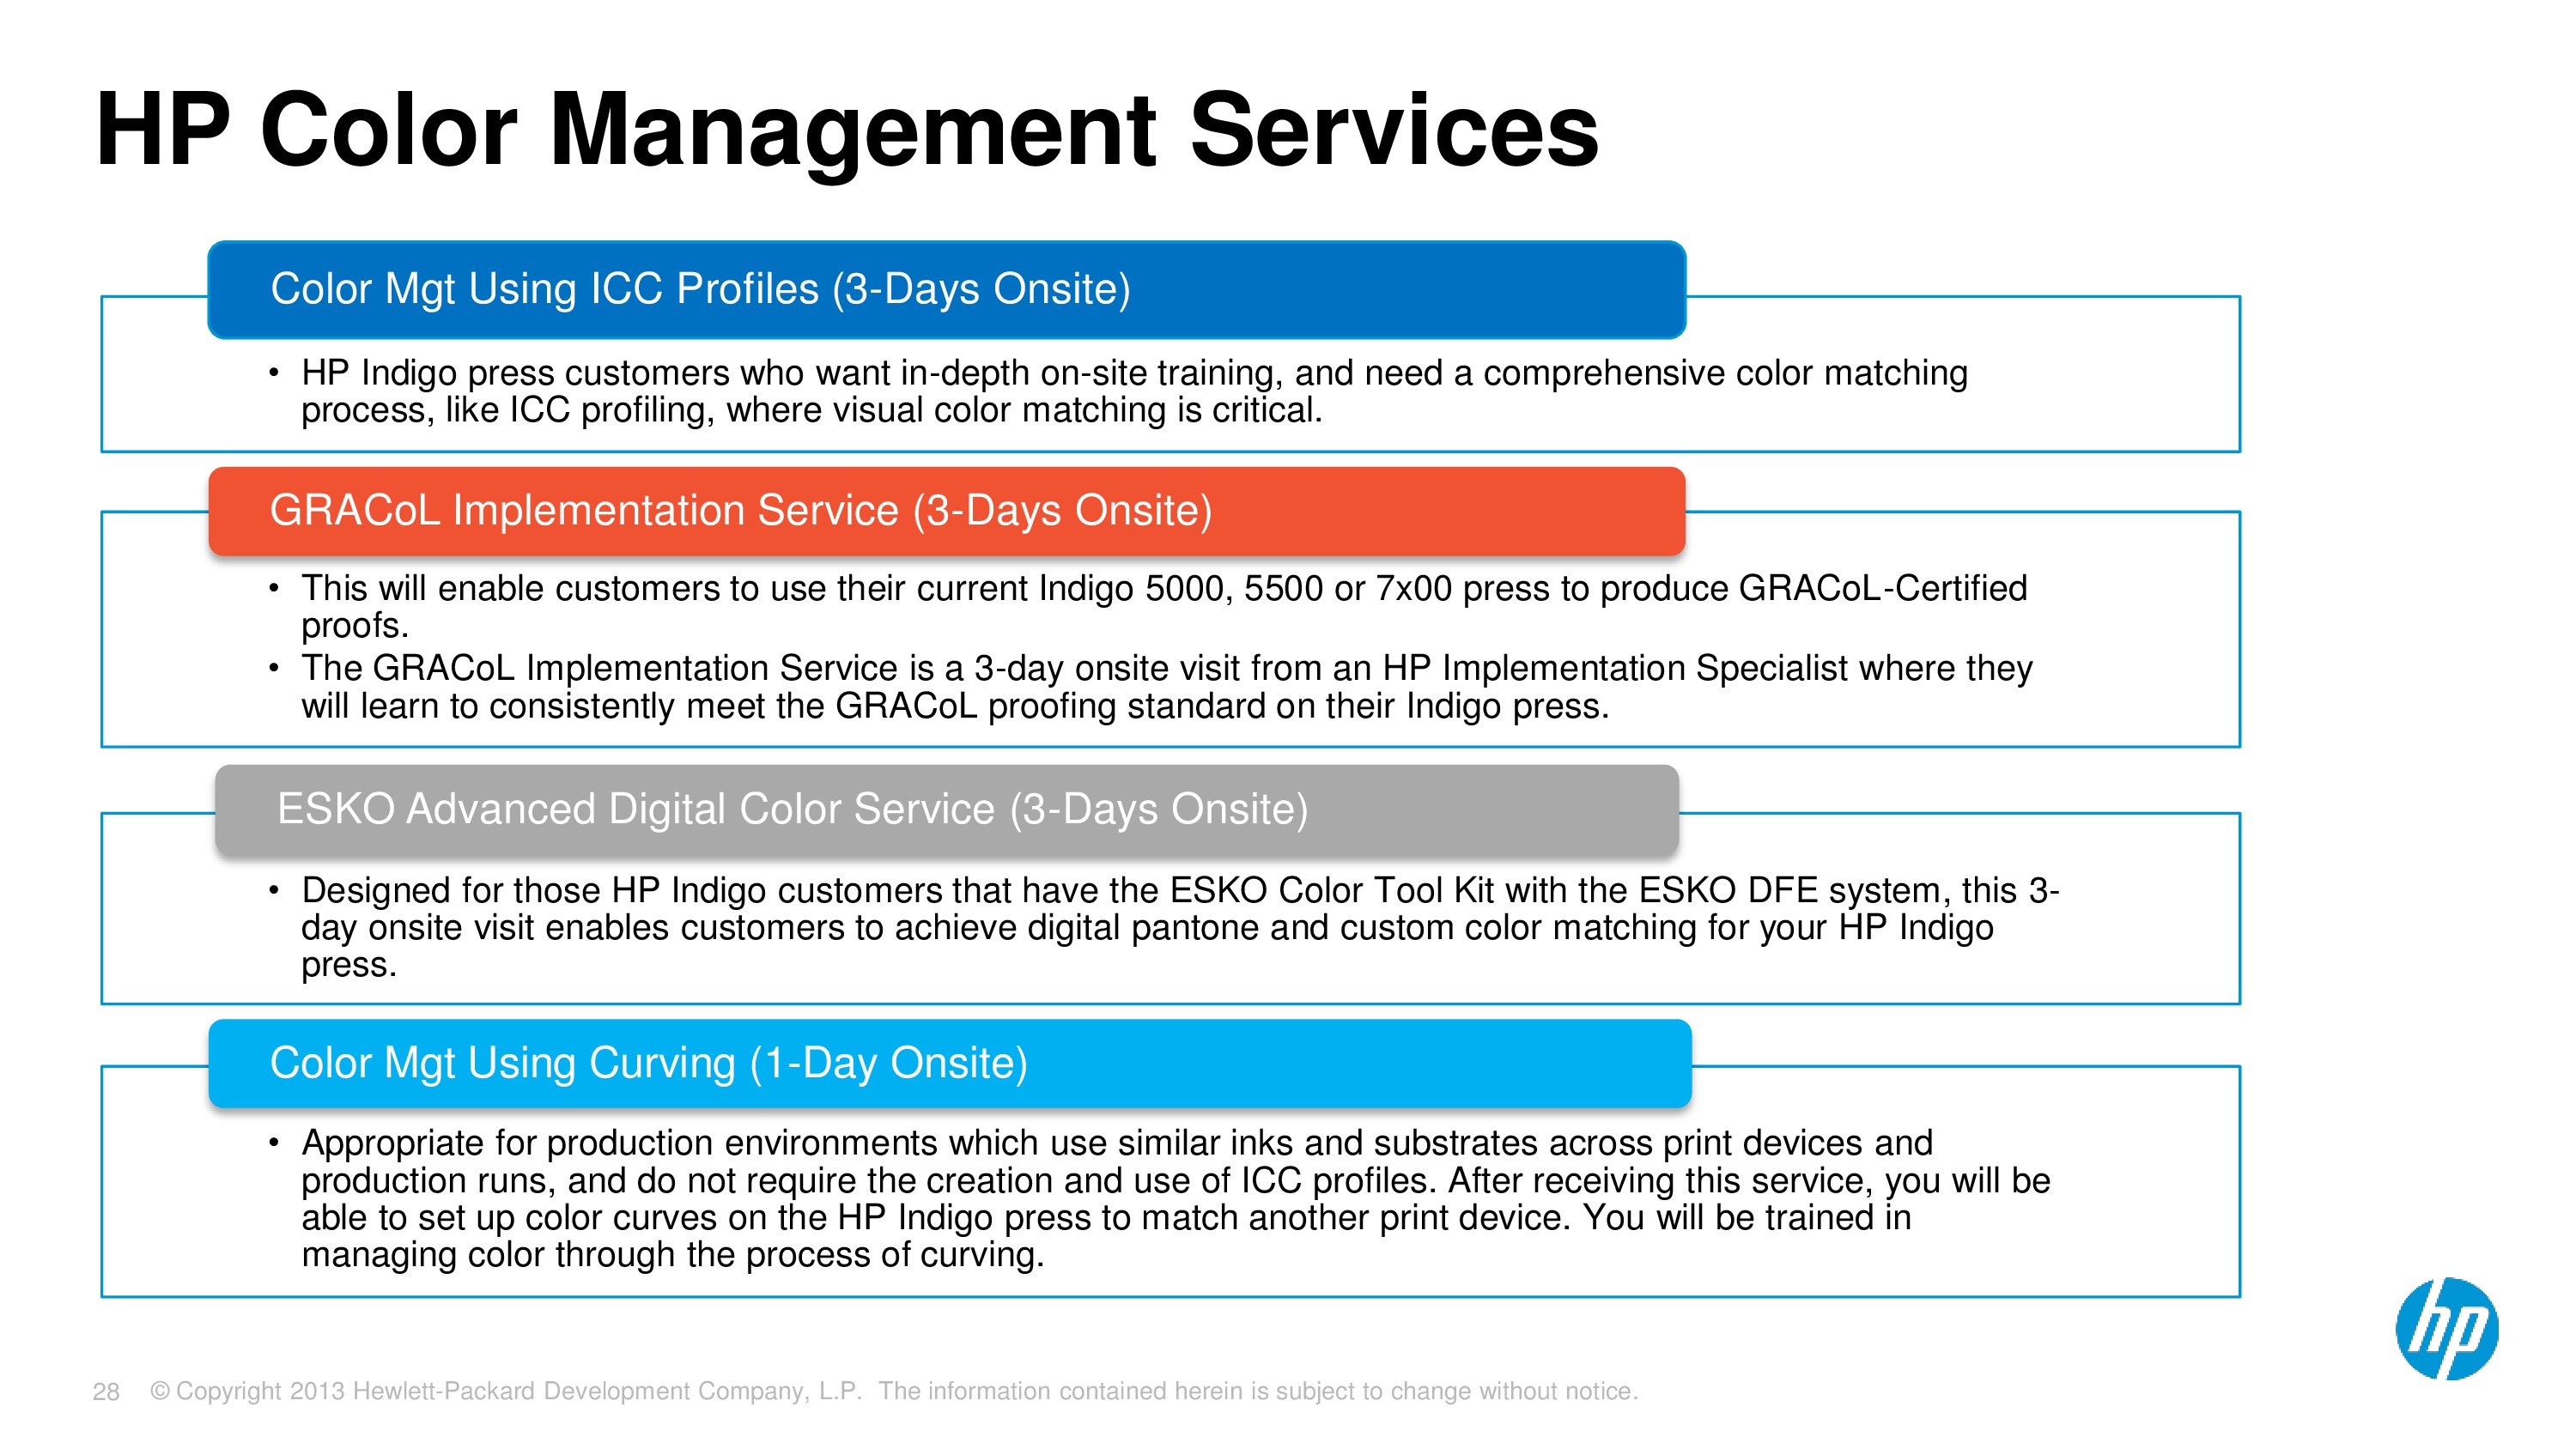 HP Color Management Services
Color Mgt Using ICC Profiles (3-Days Onsite)
• HP Indigo press customers who want in-depth on-site training, and need a comprehensive color matching
process, like ICC profiling, where visual color matching is critical.
GRACoL Implementation Service (3-Days Onsite)
• This will enable customers to use their current Indigo 5000, 5500 or 7x00 press to produce GRACoL-Certified
proofs.
• The GRACoL Implementation Service is a 3-day onsite visit from an HP Implementation Specialist where they
will learn to consistently meet the GRACoL proofing standard on their Indigo press.
ESKO Advanced Digital Color Service (3-Days Onsite)
• Designed for those HP Indigo customers that have the ESKO Color Tool Kit with the ESKO DFE system, this 3-
day onsite visit enables customers to achieve digital pantone and custom color matching for your HP Indigo
press.
Color Mgt Using Curving (1-Day Onsite)
• Appropriate for production environments which use similar inks and substrates across print devices and
production runs, and do not require the creation and use of ICC profiles. After receiving this service, you will be
able to set up color curves on the HP Indigo press to match another print device. You will be trained in
managing color through the process of curving.
hp
28 © Copyright 2013 Hewlett-Packard Development Company, L.P. The information contained herein is subject to change without notice.